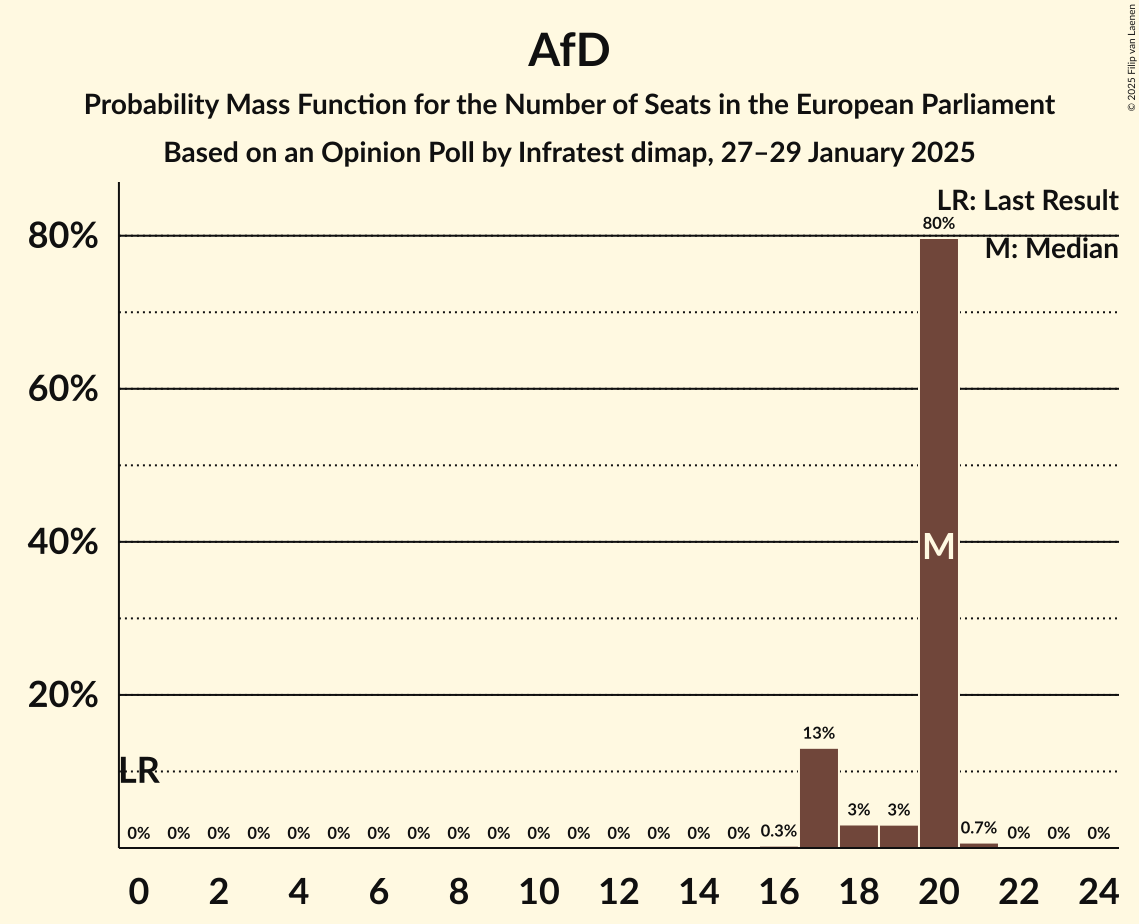 AfD
Probability Mass Function for the Number of Seats in the European Parliament
Based on an Opinion Poll by Infratest dimap, 27–29 January 2025
© 2025 Filip van Laenen
LR: Last Result
M: Median
80%
60%
40%
20%
LR
M
0% 0% 0% 0% 0% 0% 0% 0% 0% 0% 0% 0% 0% 0% 0% 0% 0.3% 13% 3% 3% 80% 0.7% 0% 0% 0%
0 2 4 6 8 10 12 14 16 18 20 22 24